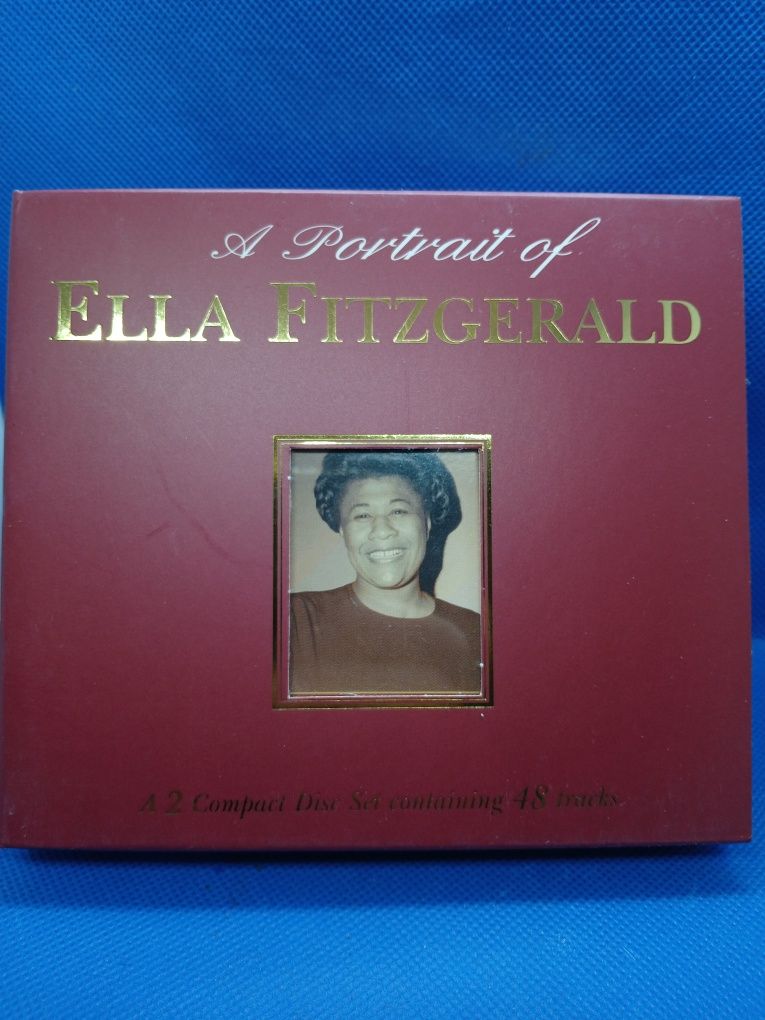 A Portrait of
ELLA FITZGERALD
A 2 Compact Disc Set containing 48 tracks